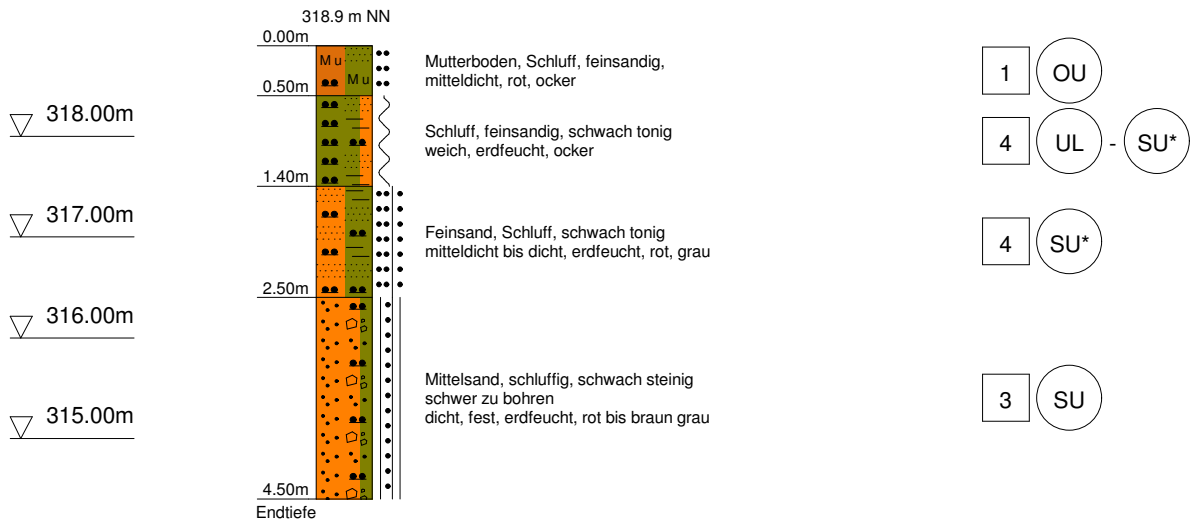 318.9 m NN
0.00m
Mu
Mu
Mutterboden, Schluff, feinsandig,
mitteldicht, rot, ocker
1 OU
0.50m
318.00m
Schluff, feinsandig, schwach tonig
weich, erdfeucht, ocker
4 UL - SU*
1.40m
317.00m
Feinsand, Schluff, schwach tonig
mitteldicht bis dicht, erdfeucht, rot, grau
4 SU*
2.50m
316.00m
Mittelsand, schluffig, schwach steinig
schwer zu bohren
dicht, fest, erdfeucht, rot bis braun grau
3 SU
315.00m
4.50m
Endtiefe